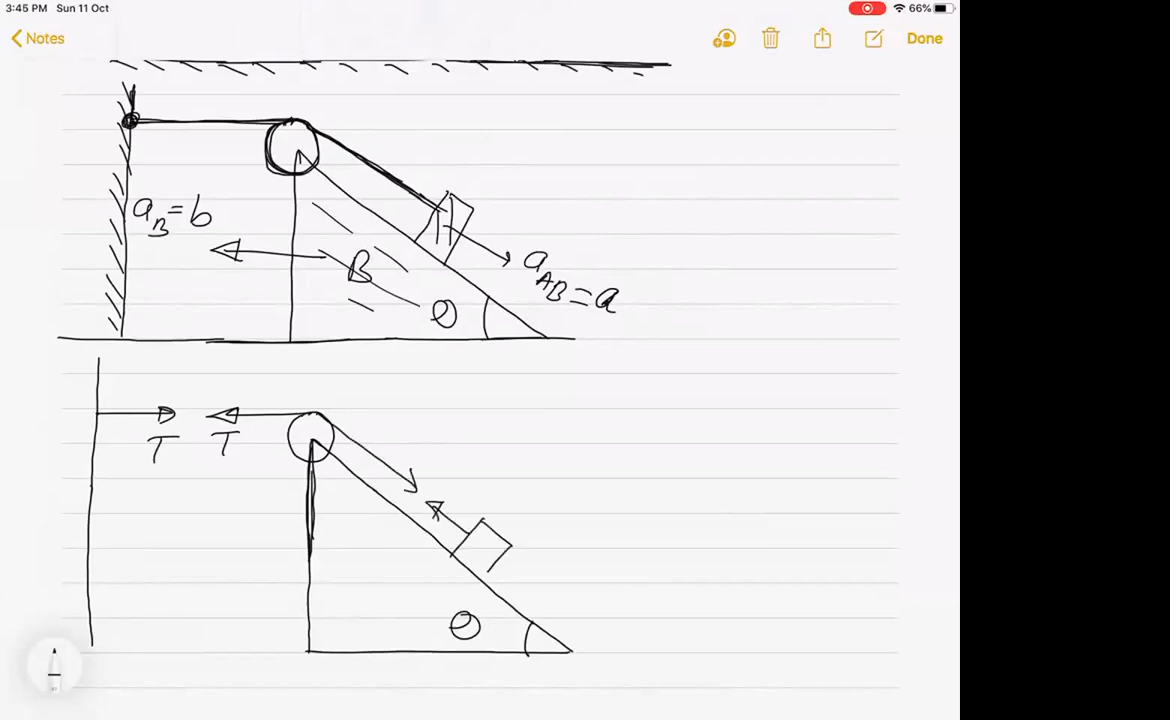 3:45 PM Sun 11 Oct
66%
Notes
Done
a_B = b
B
a_AB = a
θ
T
T
θ